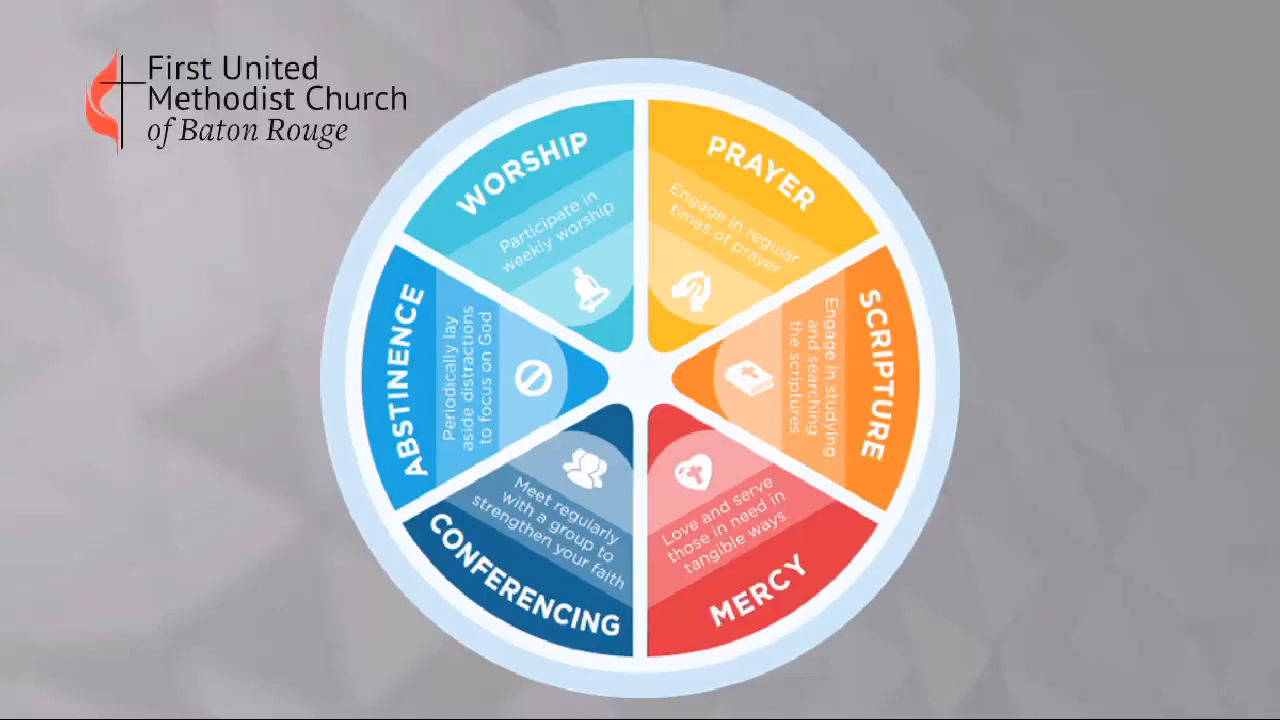 First United
Methodist Church
of Baton Rouge
WORSHIP
Participate in
weekly worship
PRAYER
Engage in regular
times of prayer
SCRIPTURE
Engage in studying
and searching
the scriptures
MERCY
Love and serve
those in need in
tangible ways
CONFERENCING
Meet regularly
with a group to
strengthen your faith
ABSTINENCE
Periodically lay
aside distractions
to focus on God